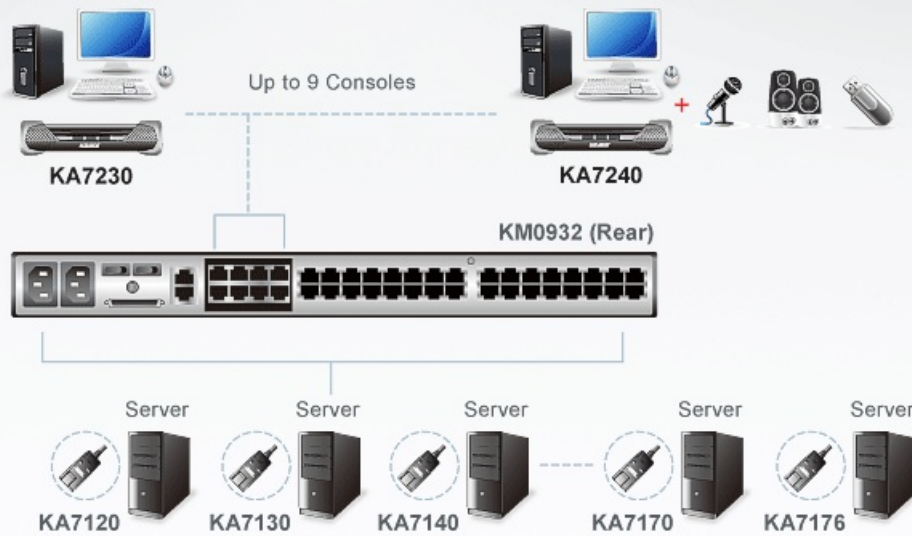 Up to 9 Consoles
+
KA7230
KA7240
KM0932 (Rear)
Server
Server
Server
Server
Server
KA7120
KA7130
KA7140
KA7170
KA7176